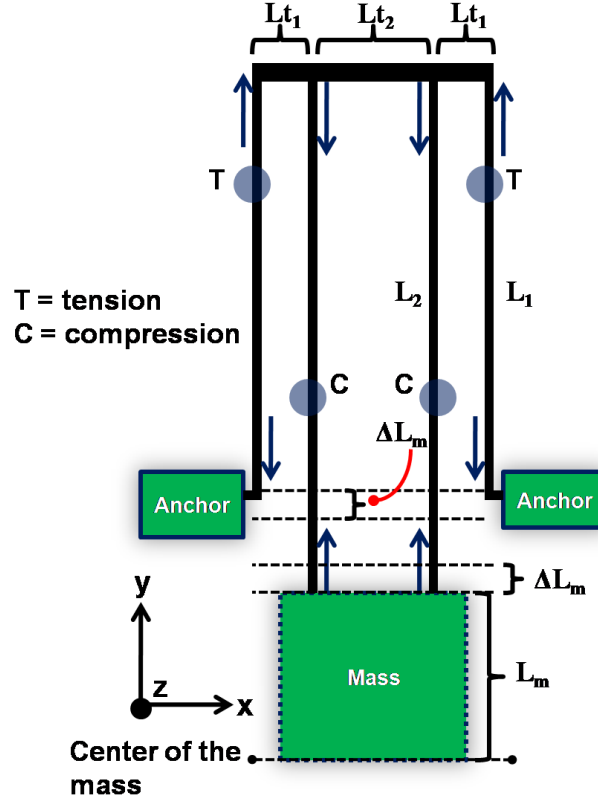 Lt₁ Lt₂ Lt₁
T T
L₂ L₁
T = tension
C = compression
C C
ΔLₘ
Anchor Anchor
y
ΔLₘ
Mass
Lₘ
z x
Center of the
mass